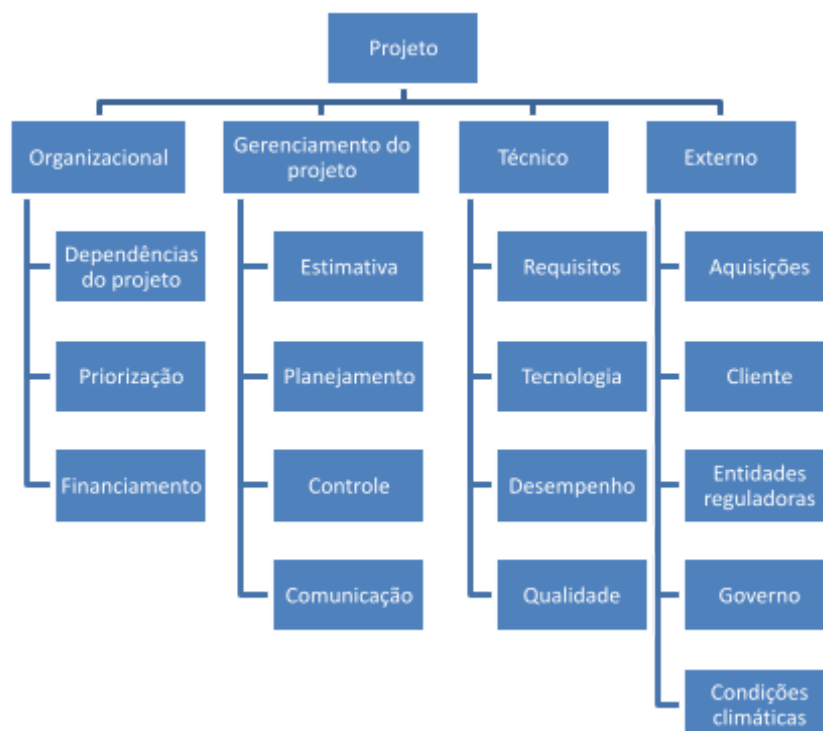 Projeto
Organizacional
Gerenciamento do
projeto
Técnico
Externo
Dependências
do projeto
Priorização
Financiamento
Estimativa
Planejamento
Controle
Comunicação
Requisitos
Tecnologia
Desempenho
Qualidade
Aquisições
Cliente
Entidades
reguladoras
Governo
Condições
climáticas